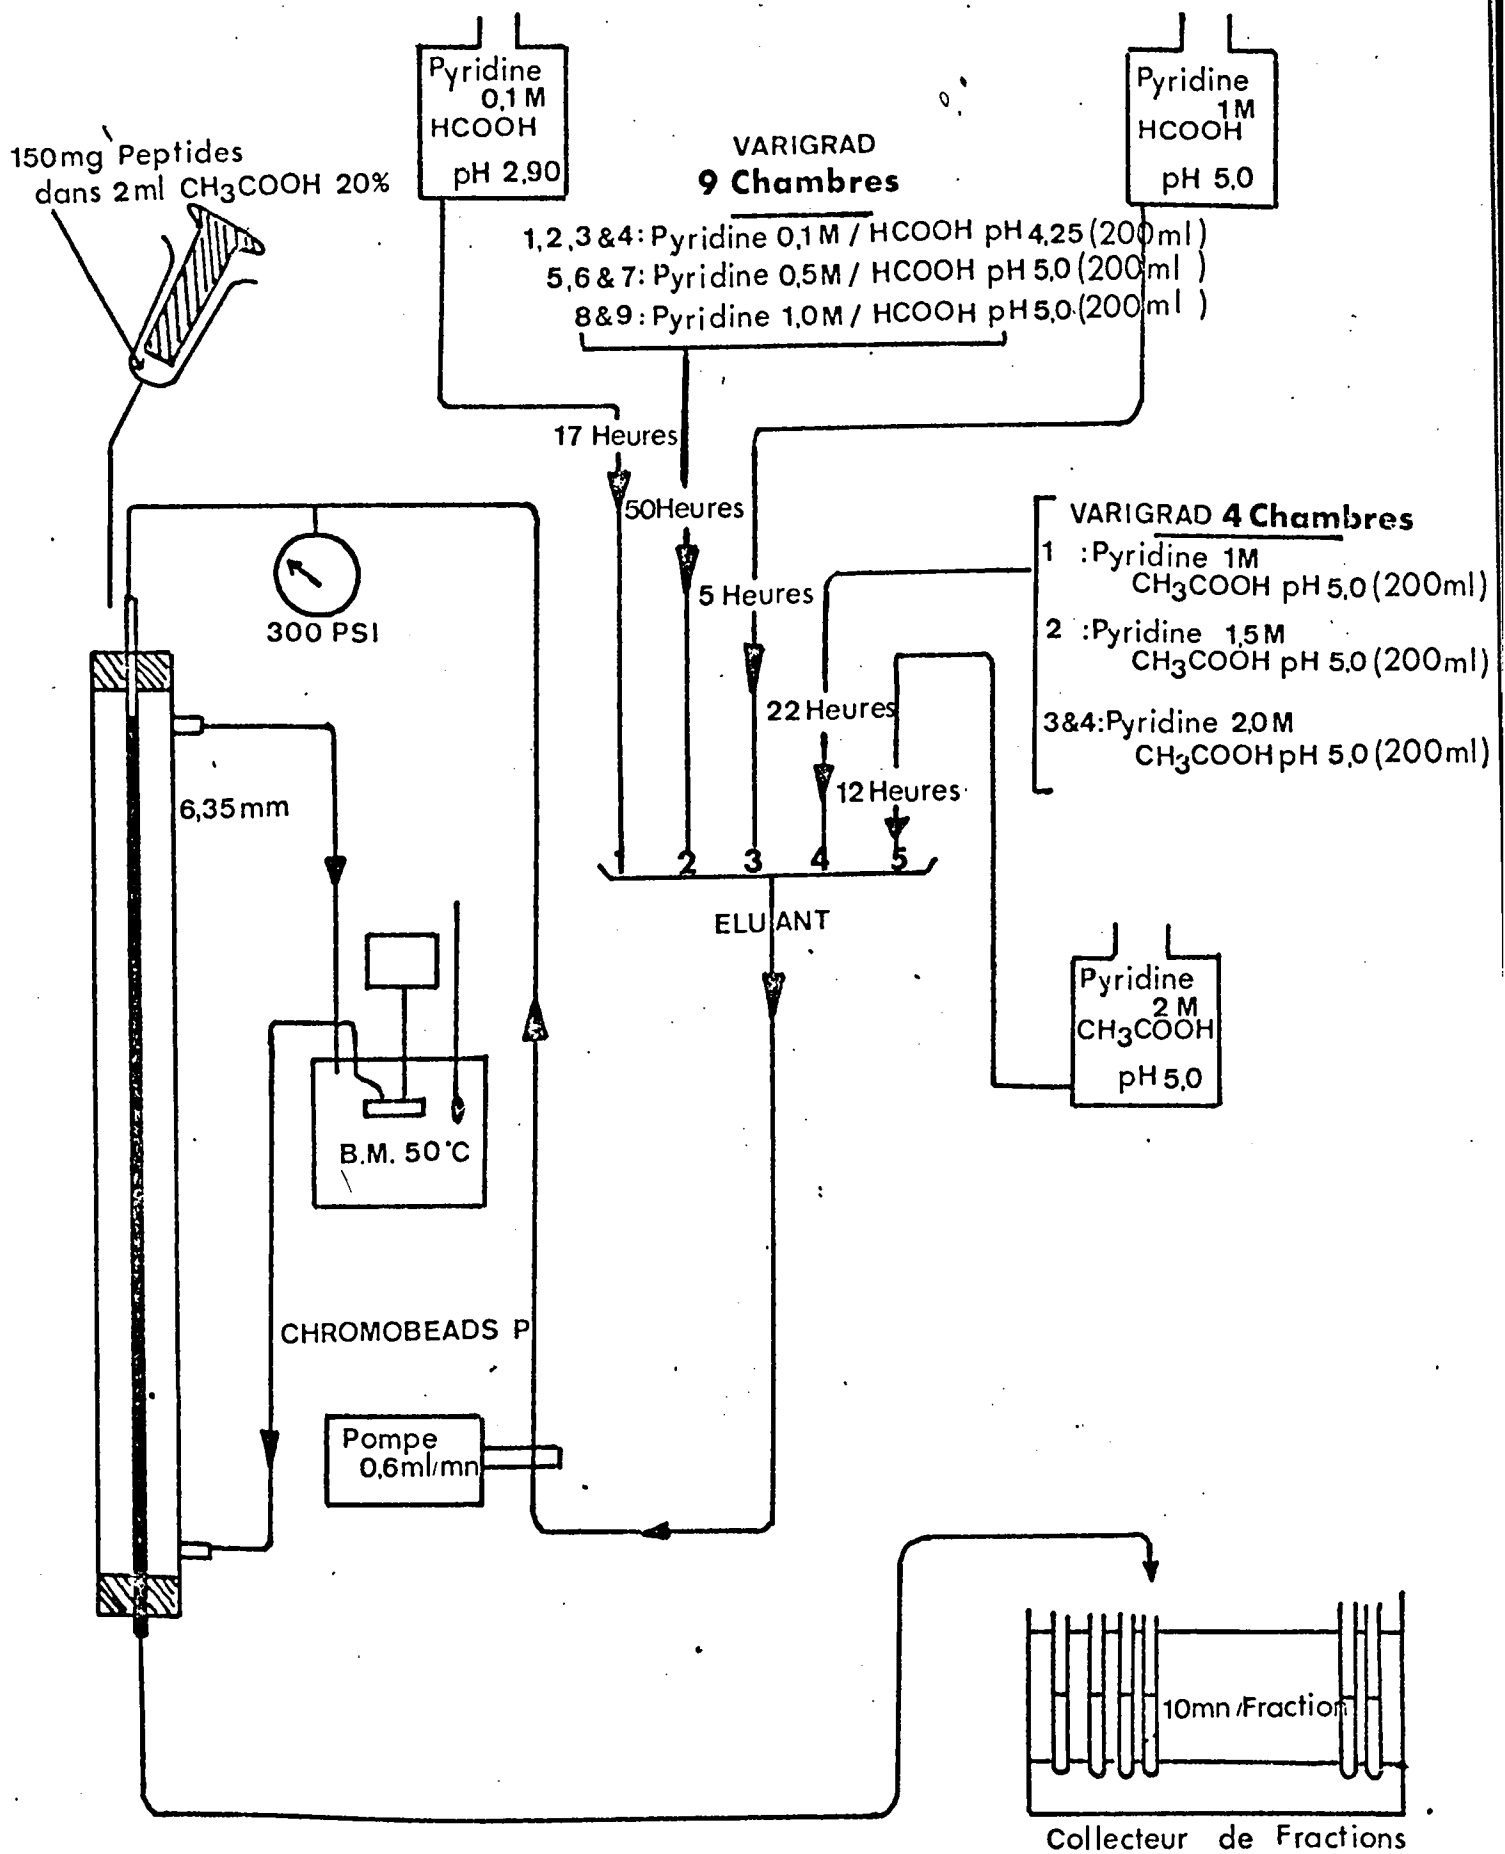 Pyridine
0,1 M
HCOOH
pH 2,90
Pyridine
1M
HCOOH
pH 5,0
150mg Peptides
dans 2ml CH₃COOH 20%
VARIGRAD
9 Chambres
1,2,3&4: Pyridine 0,1M / HCOOH pH 4,25 (200ml)
5,6 & 7: Pyridine 0,5M / HCOOH pH 5,0 (200ml)
8&9: Pyridine 1,0M / HCOOH pH 5,0 (200ml)
17 Heures
50Heures
5 Heures
22 Heures
12 Heures
VARIGRAD 4 Chambres
1 :Pyridine 1M
CH₃COOH pH 5,0 (200ml)
2 :Pyridine 1,5M
CH₃COOH pH 5,0 (200ml)
3&4:Pyridine 2,0M
CH₃COOH pH 5,0 (200ml)
300 PSI
6,35mm
1 2 3 4 5
ELUANT
Pyridine
2 M
CH₃COOH
pH 5,0
B.M. 50°C
CHROMOBEADS P
Pompe
0,6ml/mn
10mn/Fraction
Collecteur de Fractions